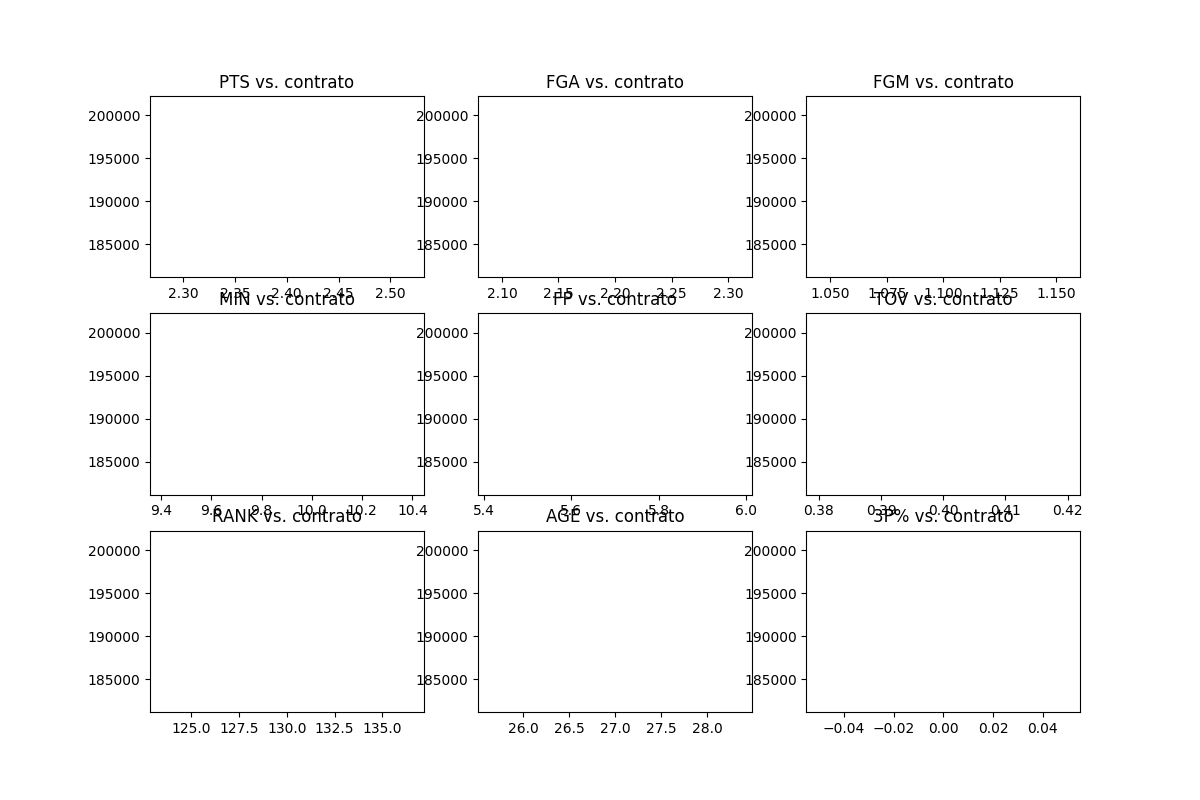 PTS vs. contrato
FGA vs. contrato
FGM vs. contrato
200000
195000
190000
185000
2.30 2.35 2.40 2.45 2.50
200000
195000
190000
185000
2.10 2.15 2.20 2.25 2.30
200000
195000
190000
185000
1.050 1.075 1.100 1.125 1.150
MIN vs. contrato
FP vs. contrato
TOV vs. contrato
200000
195000
190000
185000
9.4 9.6 9.8 10.0 10.2 10.4
200000
195000
190000
185000
5.4 5.6 5.8 6.0
200000
195000
190000
185000
0.38 0.39 0.40 0.41 0.42
RANK vs. contrato
AGE vs. contrato
3P% vs. contrato
200000
195000
190000
185000
125.0 127.5 130.0 132.5 135.0
200000
195000
190000
185000
26.0 26.5 27.0 27.5 28.0
200000
195000
190000
185000
−0.04 −0.02 0.00 0.02 0.04